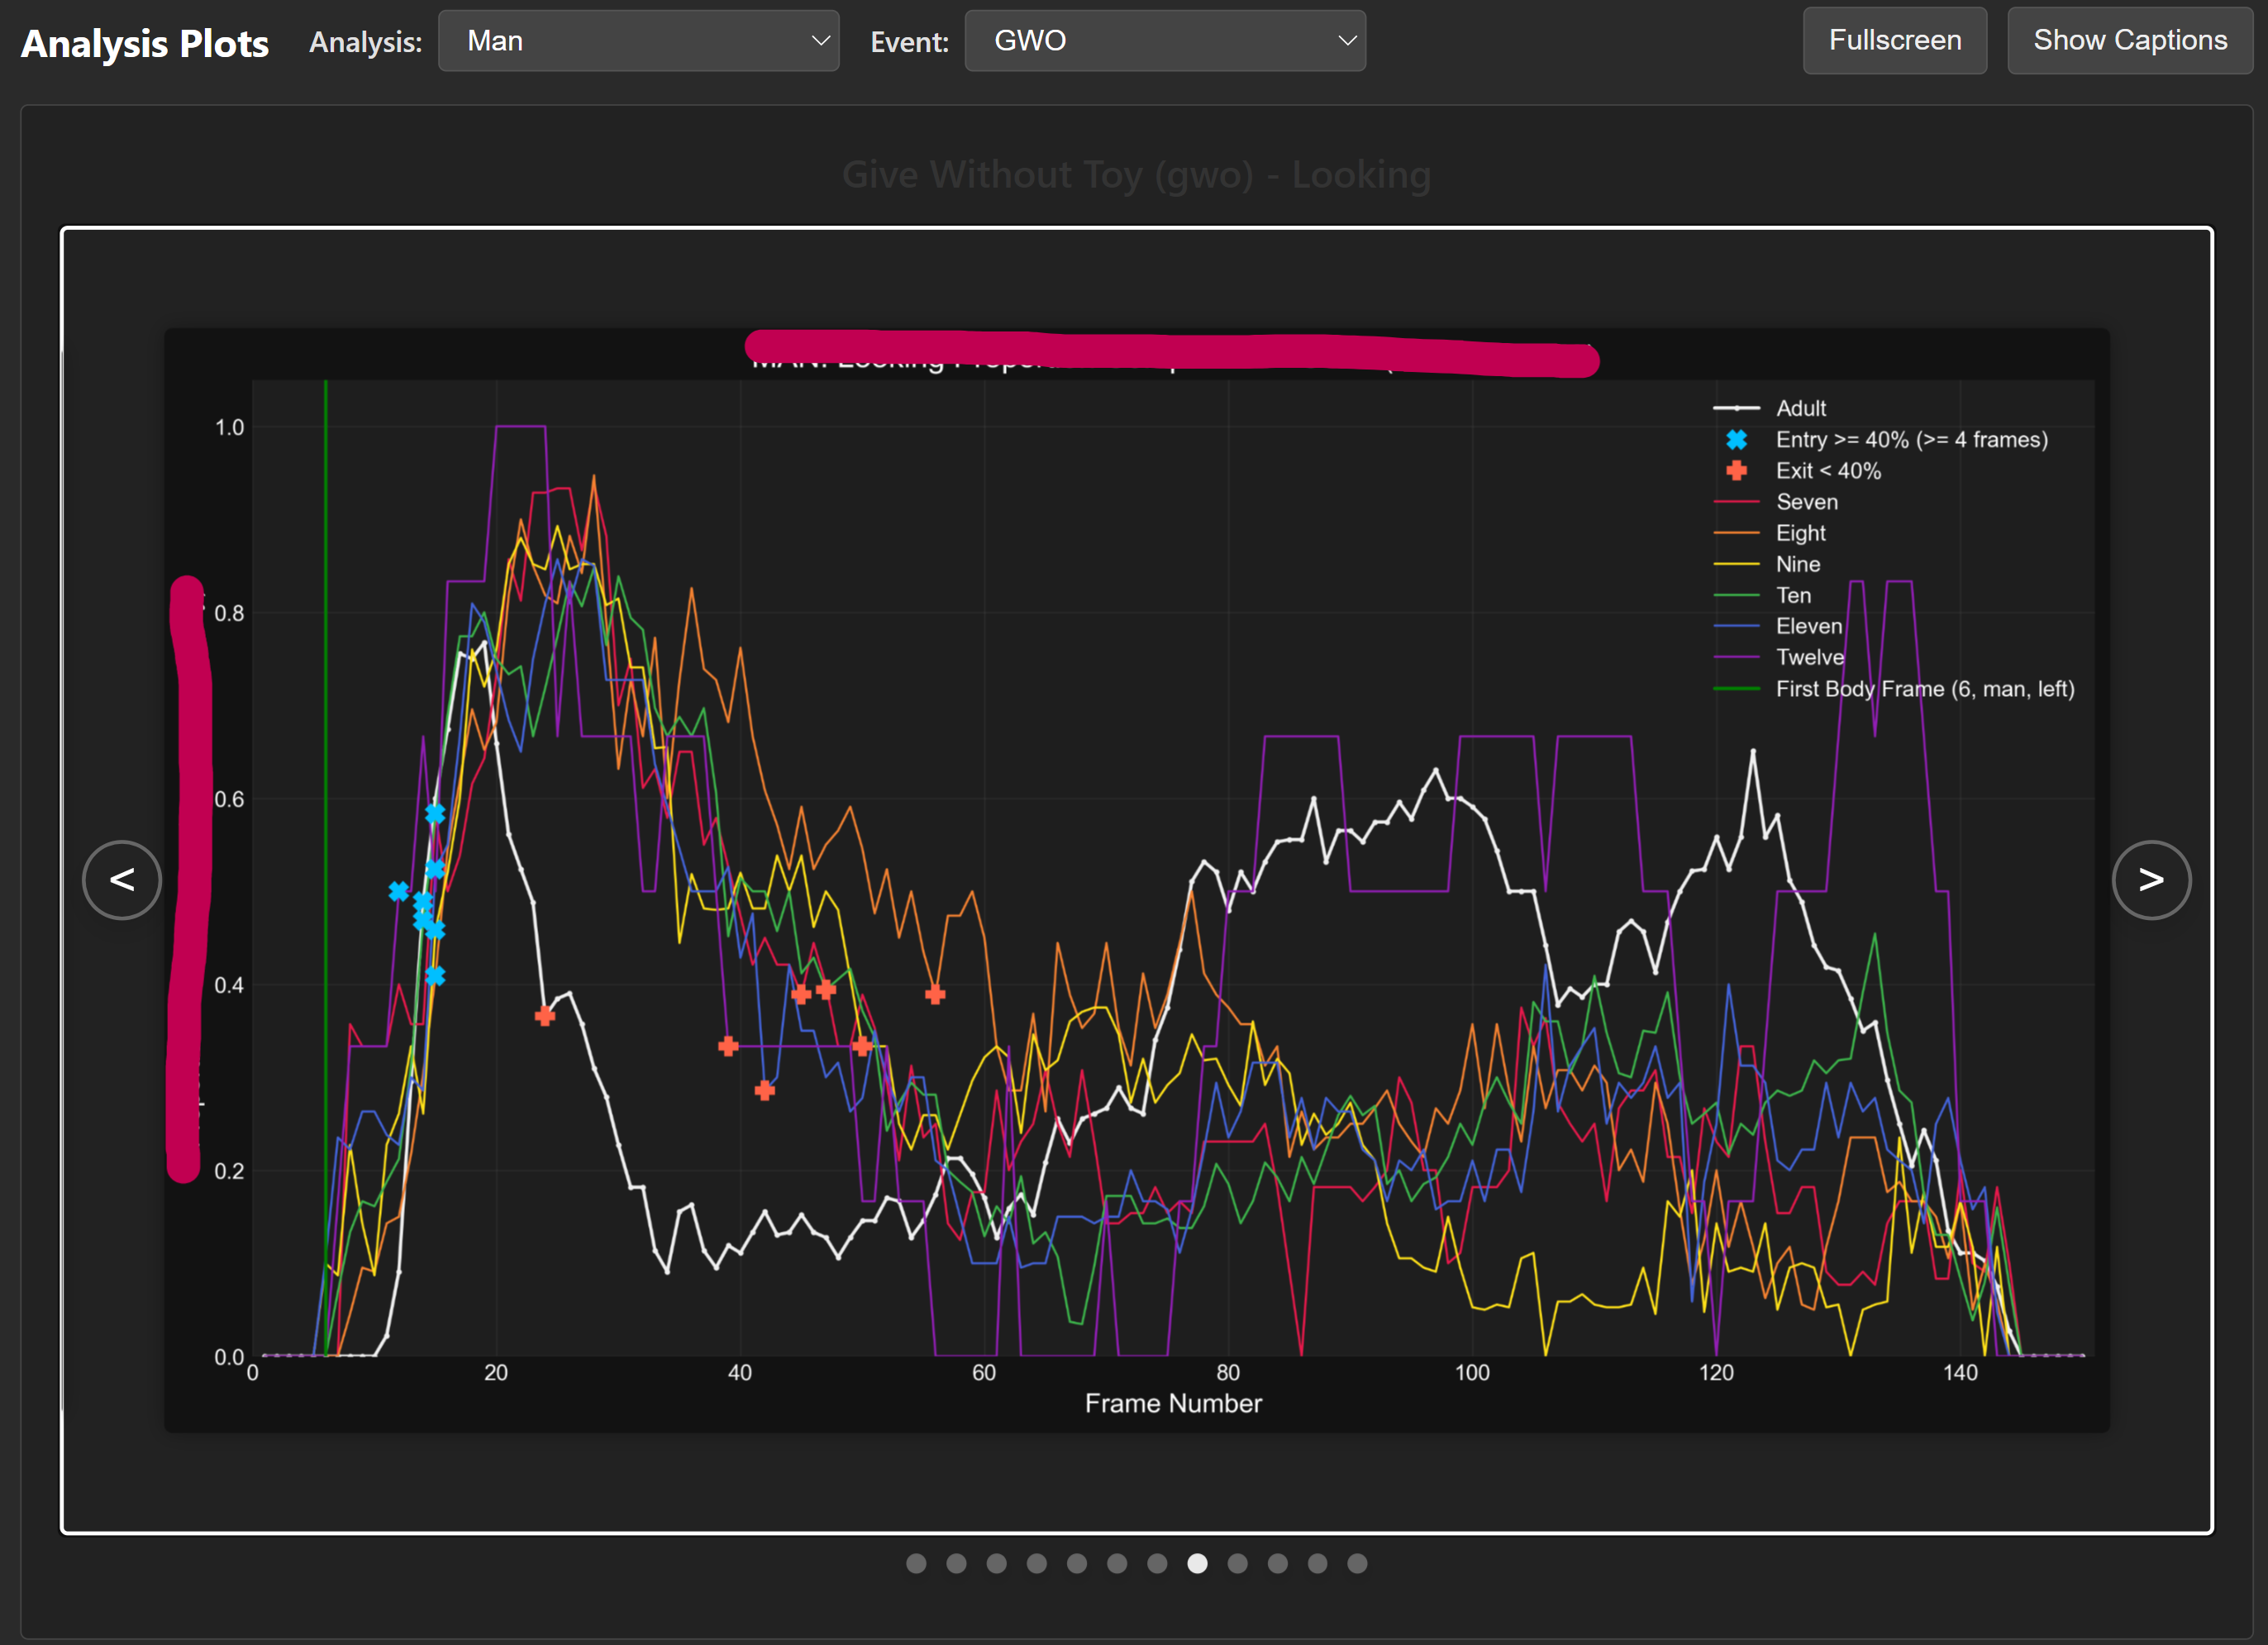 Analysis Plots Analysis: Man Event: GWO Fullscreen Show Captions
Give Without Toy (gwo) - Looking
MAN: Looking
Adult
Entry >= 40% (>= 4 frames)
Exit < 40%
Seven
Eight
Nine
Ten
Eleven
Twelve
First Body Frame (6, man, left)
1.0
0.8
0.6
0.4
0.2
0.0
0 20 40 60 80 100 120 140
Frame Number
<
>